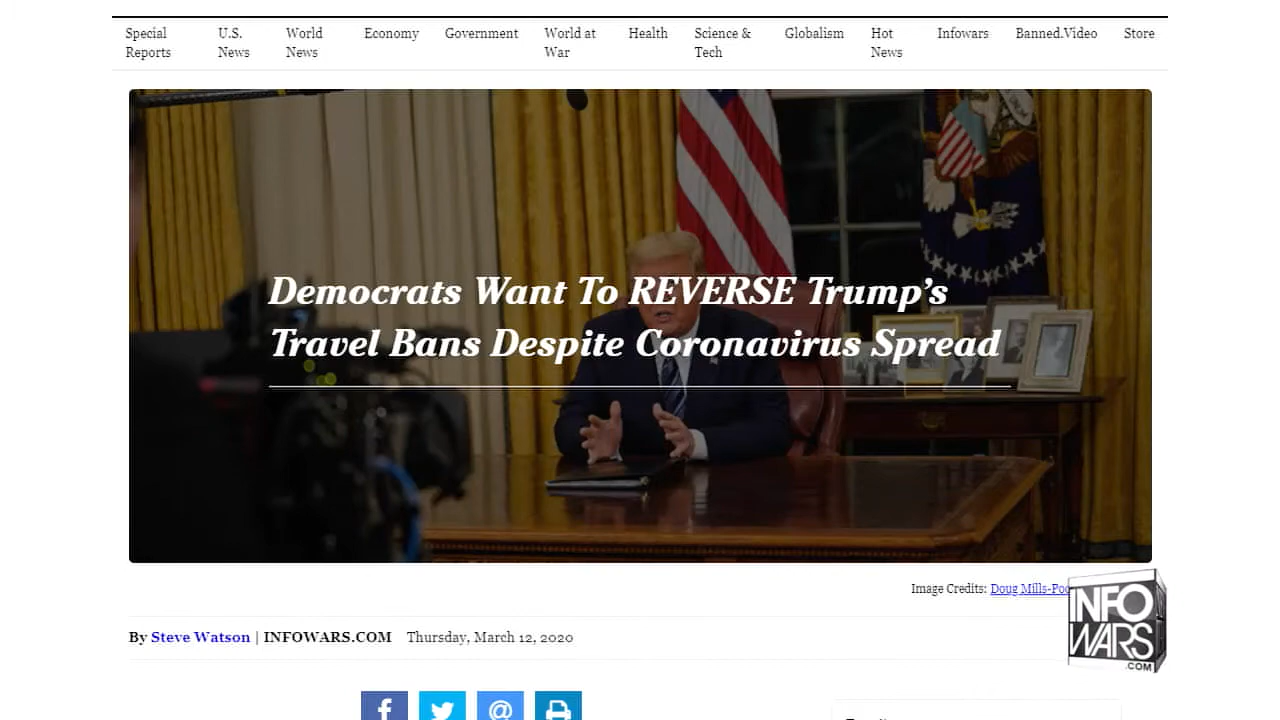 Special Reports
U.S. News
World News
Economy
Government
World at War
Health
Science & Tech
Globalism
Hot News
Infowars
Banned.Video
Store
Democrats Want To REVERSE Trump's
Travel Bans Despite Coronavirus Spread
Image Credits: Doug
By Steve Watson | INFOWARS.COM Thursday, March 12, 2020
INFO
WARS
.COM